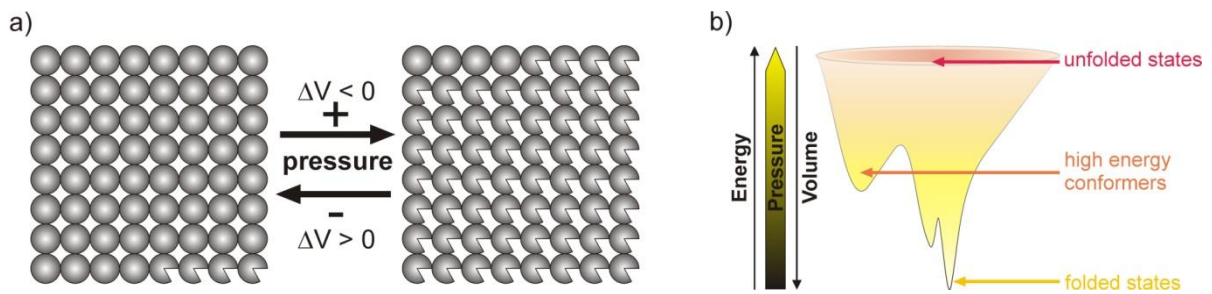 a)
ΔV < 0
+
pressure
-
ΔV > 0
b)
Energy
Pressure
Volume
unfolded states
high energy
conformers
folded states